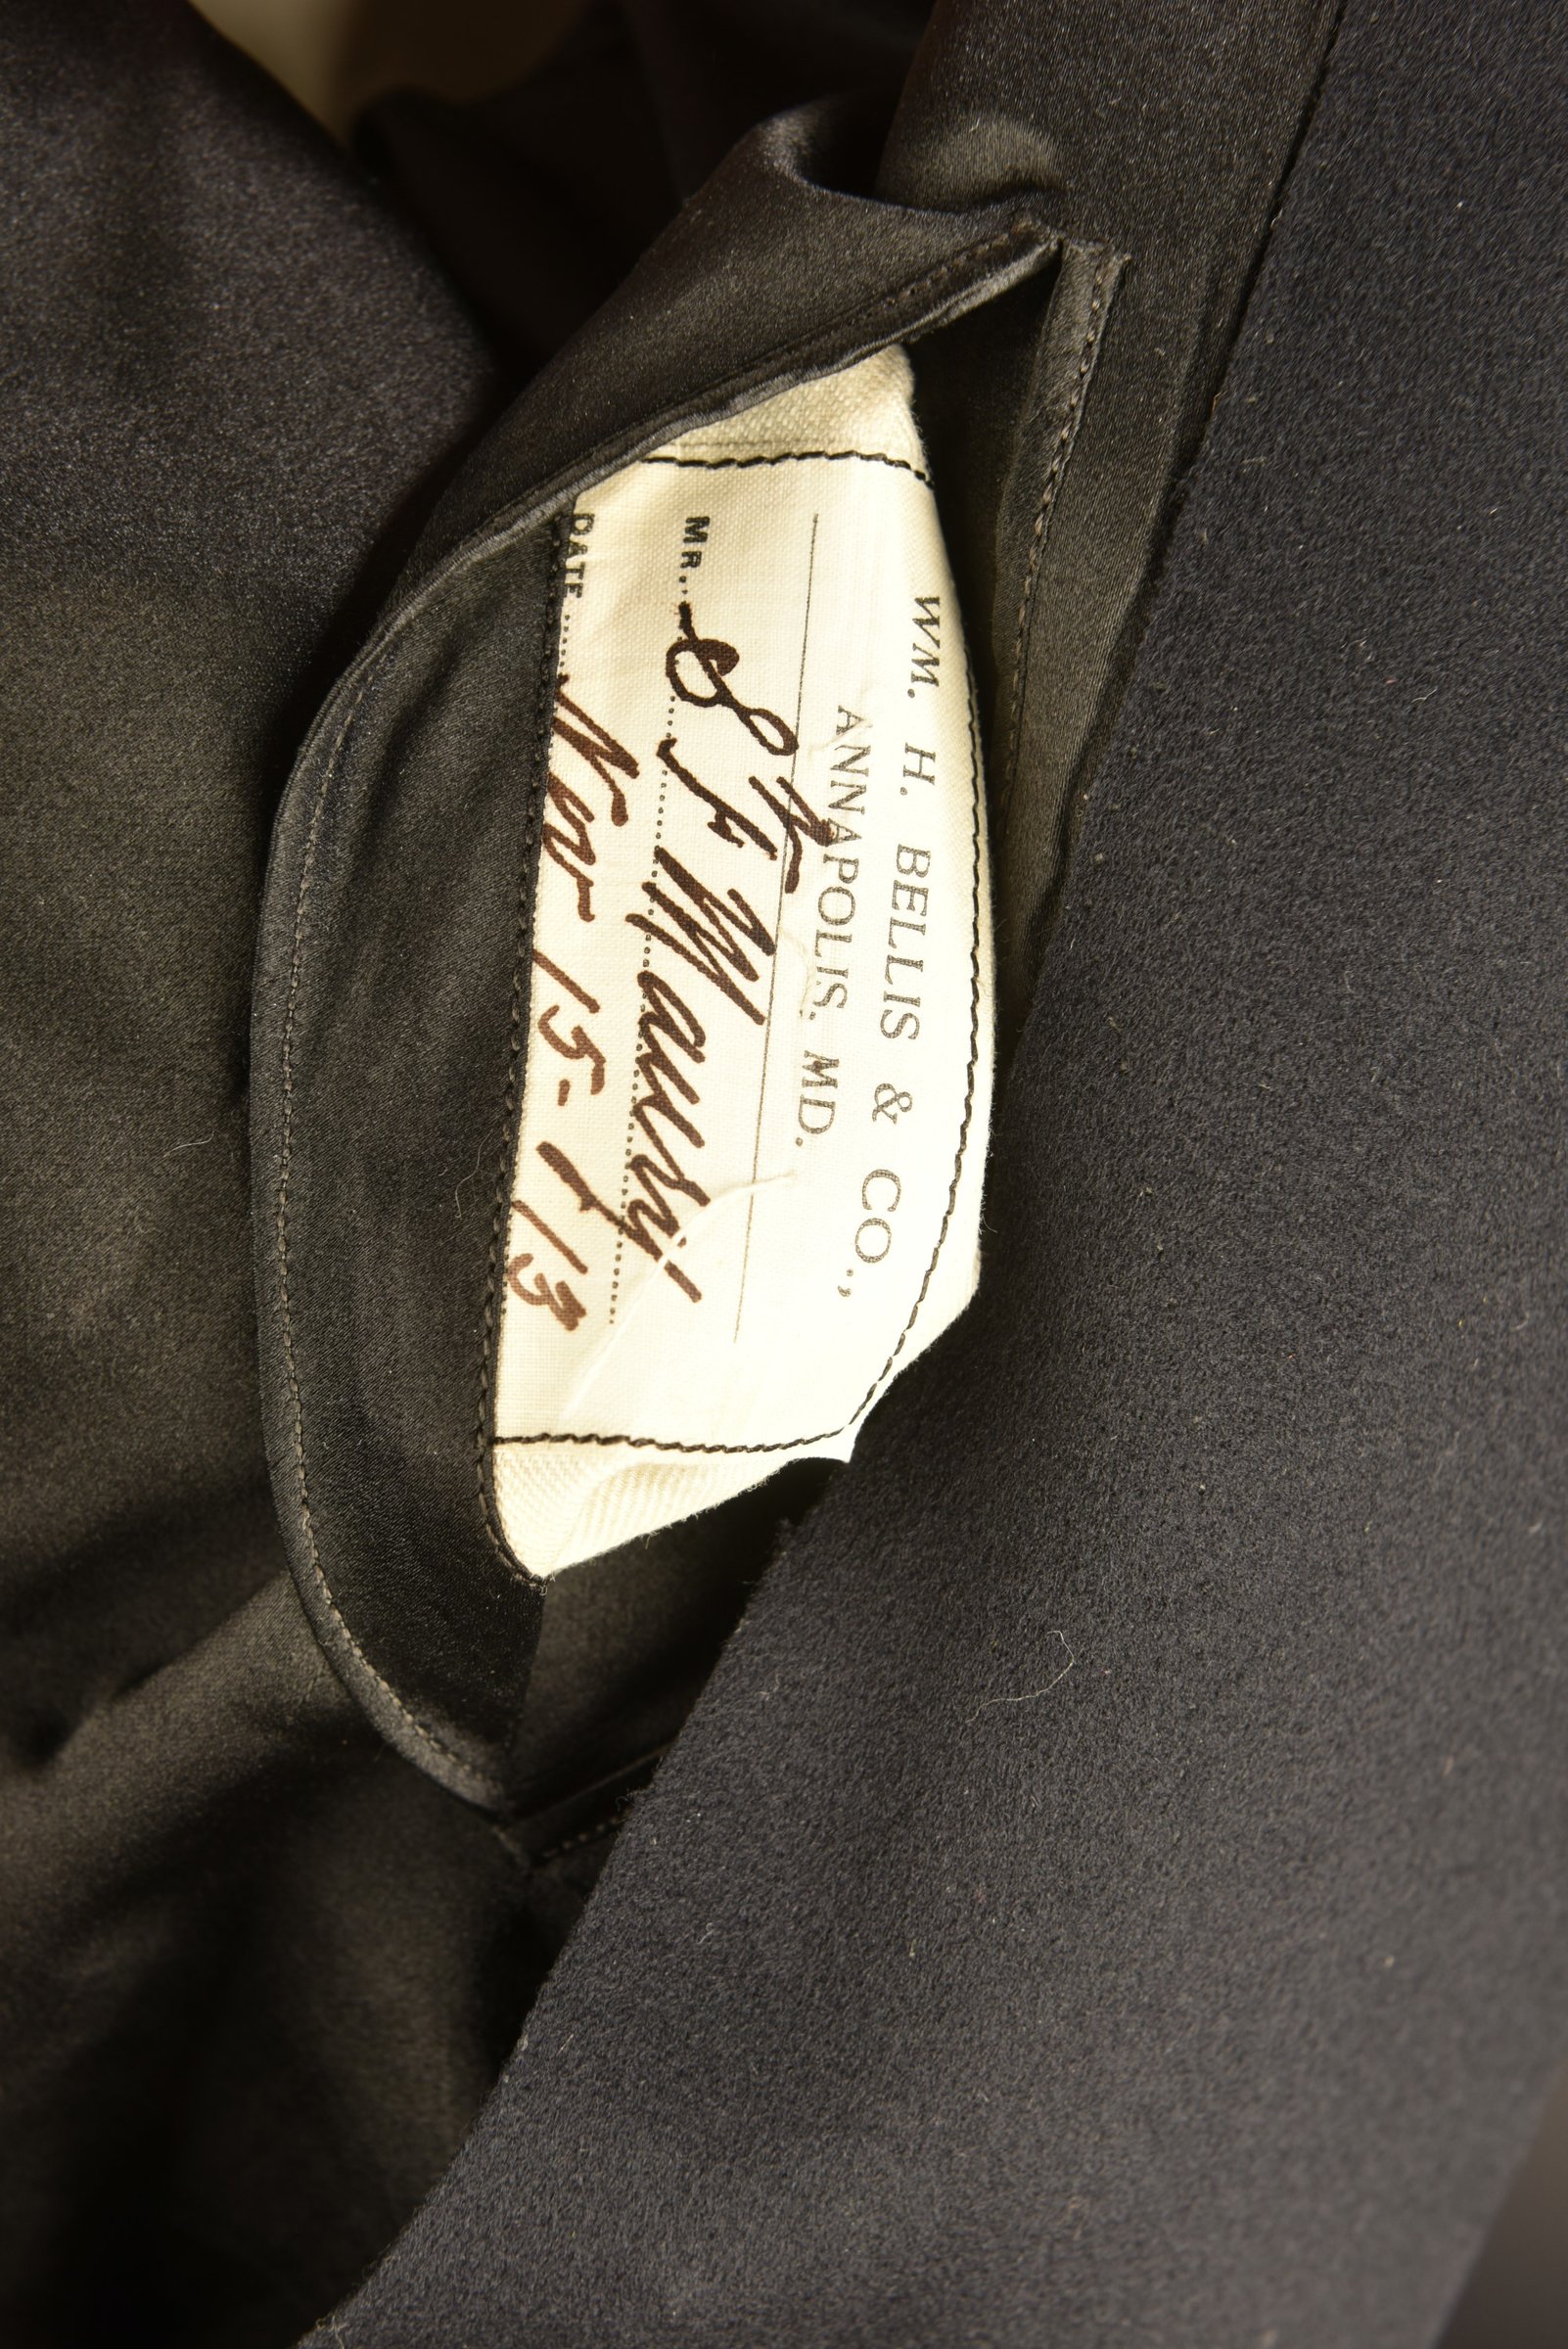 WM. H. BELLIS & CO.,
ANNAPOLIS, MD.
MR. S F Maury
DATE Nov 15- 1913